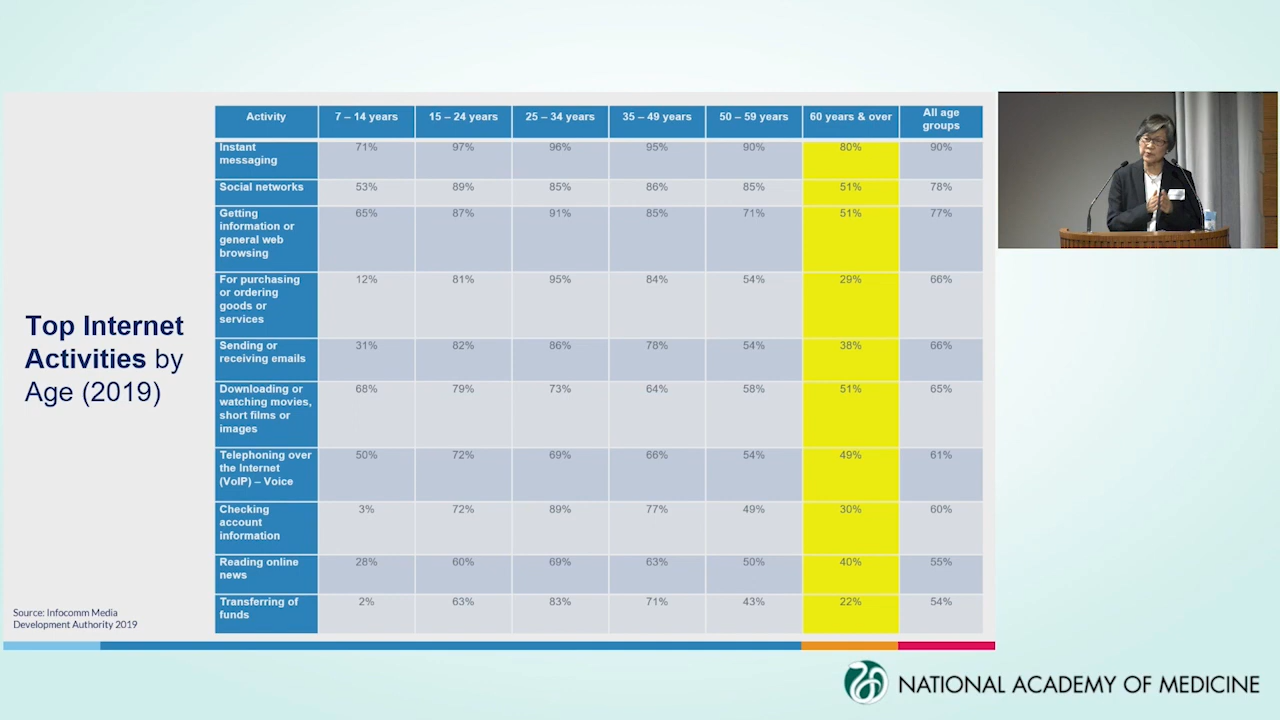 Top Internet
Activities by
Age (2019)
Source: Infocomm Media
Development Authority 2019
Activity 7 – 14 years 15 – 24 years 25 – 34 years 35 – 49 years 50 – 59 years 60 years & over All age
groups
Instant
messaging 71% 97% 96% 95% 90% 80% 90%
Social networks 53% 89% 85% 86% 85% 51% 78%
Getting
information or
general web
browsing 65% 87% 91% 85% 71% 51% 77%
For purchasing
or ordering
goods or
services 12% 81% 95% 84% 54% 29% 66%
Sending or
receiving emails 31% 82% 86% 78% 54% 38% 66%
Downloading or
watching movies,
short films or
images 68% 79% 73% 64% 58% 51% 65%
Telephoning over
the Internet
(VoIP) – Voice 50% 72% 69% 66% 54% 49% 61%
Checking
account
information 3% 72% 89% 77% 49% 30% 60%
Reading online
news 28% 60% 69% 63% 50% 40% 55%
Transferring of
funds 2% 63% 83% 71% 43% 22% 54%
NATIONAL ACADEMY OF MEDICINE